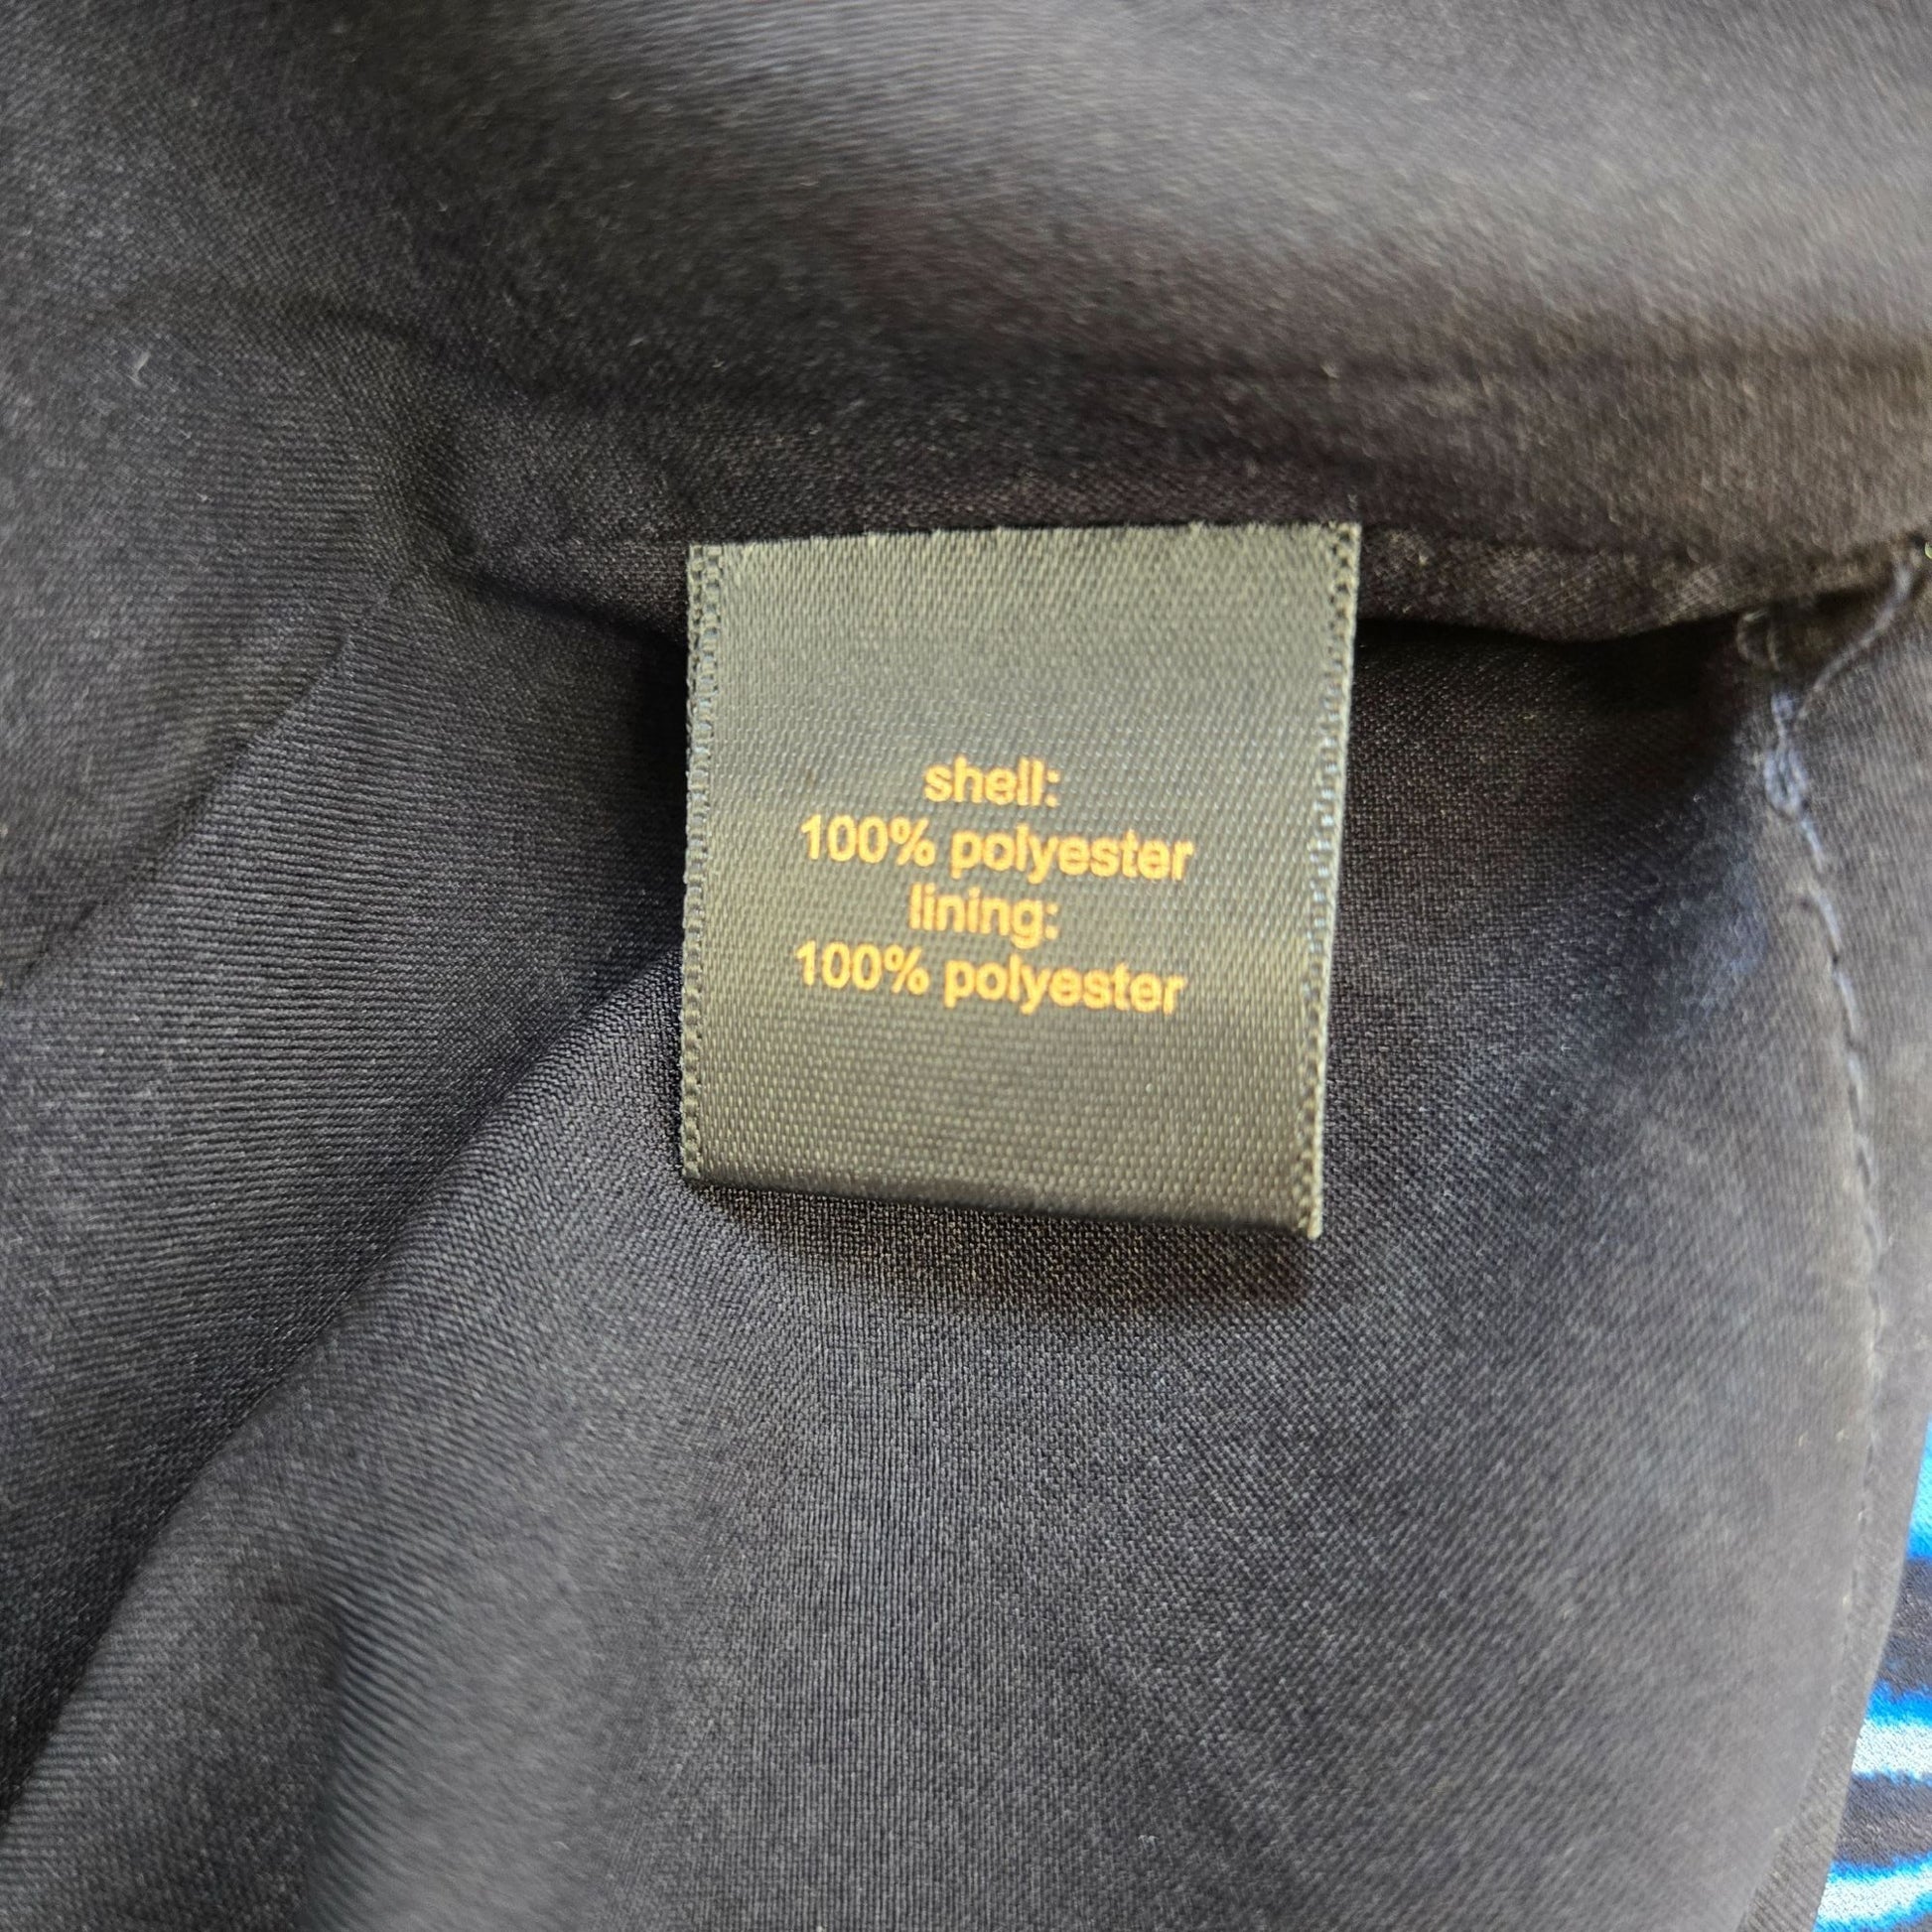 shell:
100% polyester
lining:
100% polyester